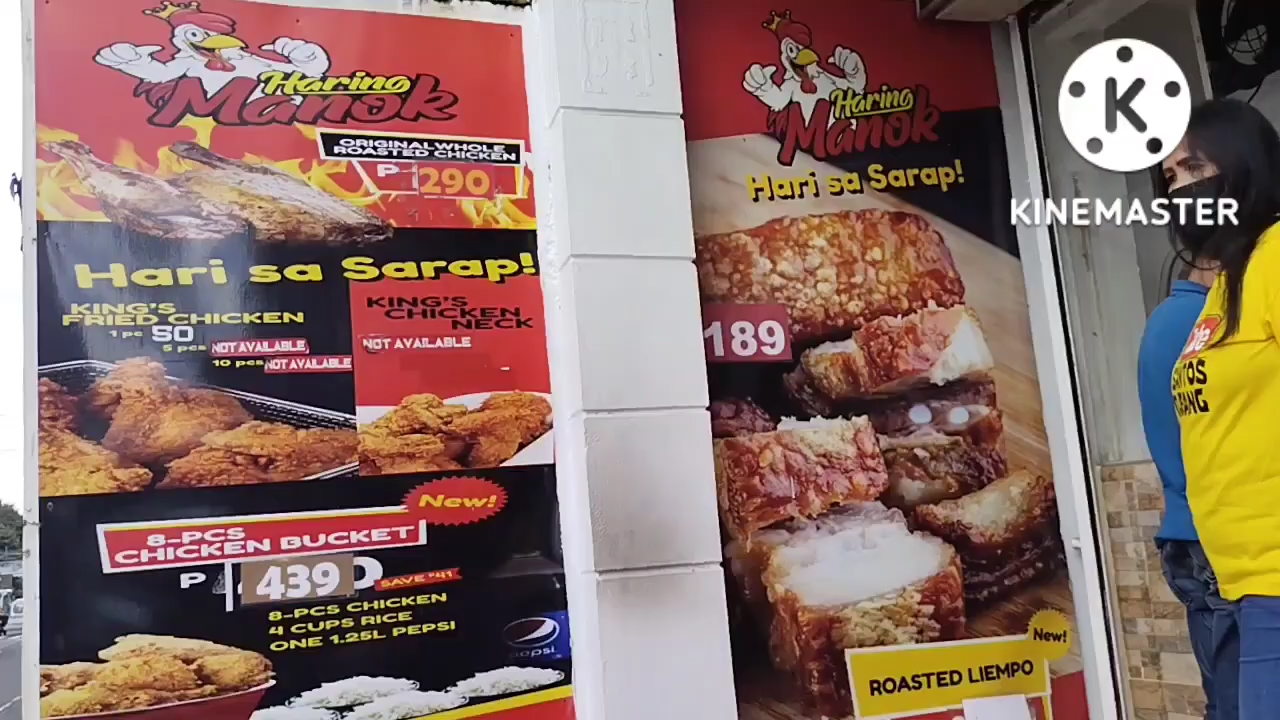 Haring
Manok
ORIGINAL WHOLE
ROASTED CHICKEN
P 290
Hari sa Sarap!
KING'S
FRIED CHICKEN
1 pc 50
5 pcs NOT AVAILABLE
10 pcs NOT AVAILABLE
KING'S
CHICKEN
NECK
NOT AVAILABLE
New!
8-PCS
CHICKEN BUCKET
P 439
SAVE P41
8-PCS CHICKEN
4 CUPS RICE
ONE 1.25L PEPSI
pepsi
Haring
Manok
Hari sa Sarap!
189
New!
ROASTED LIEMPO
K
KINEMASTER